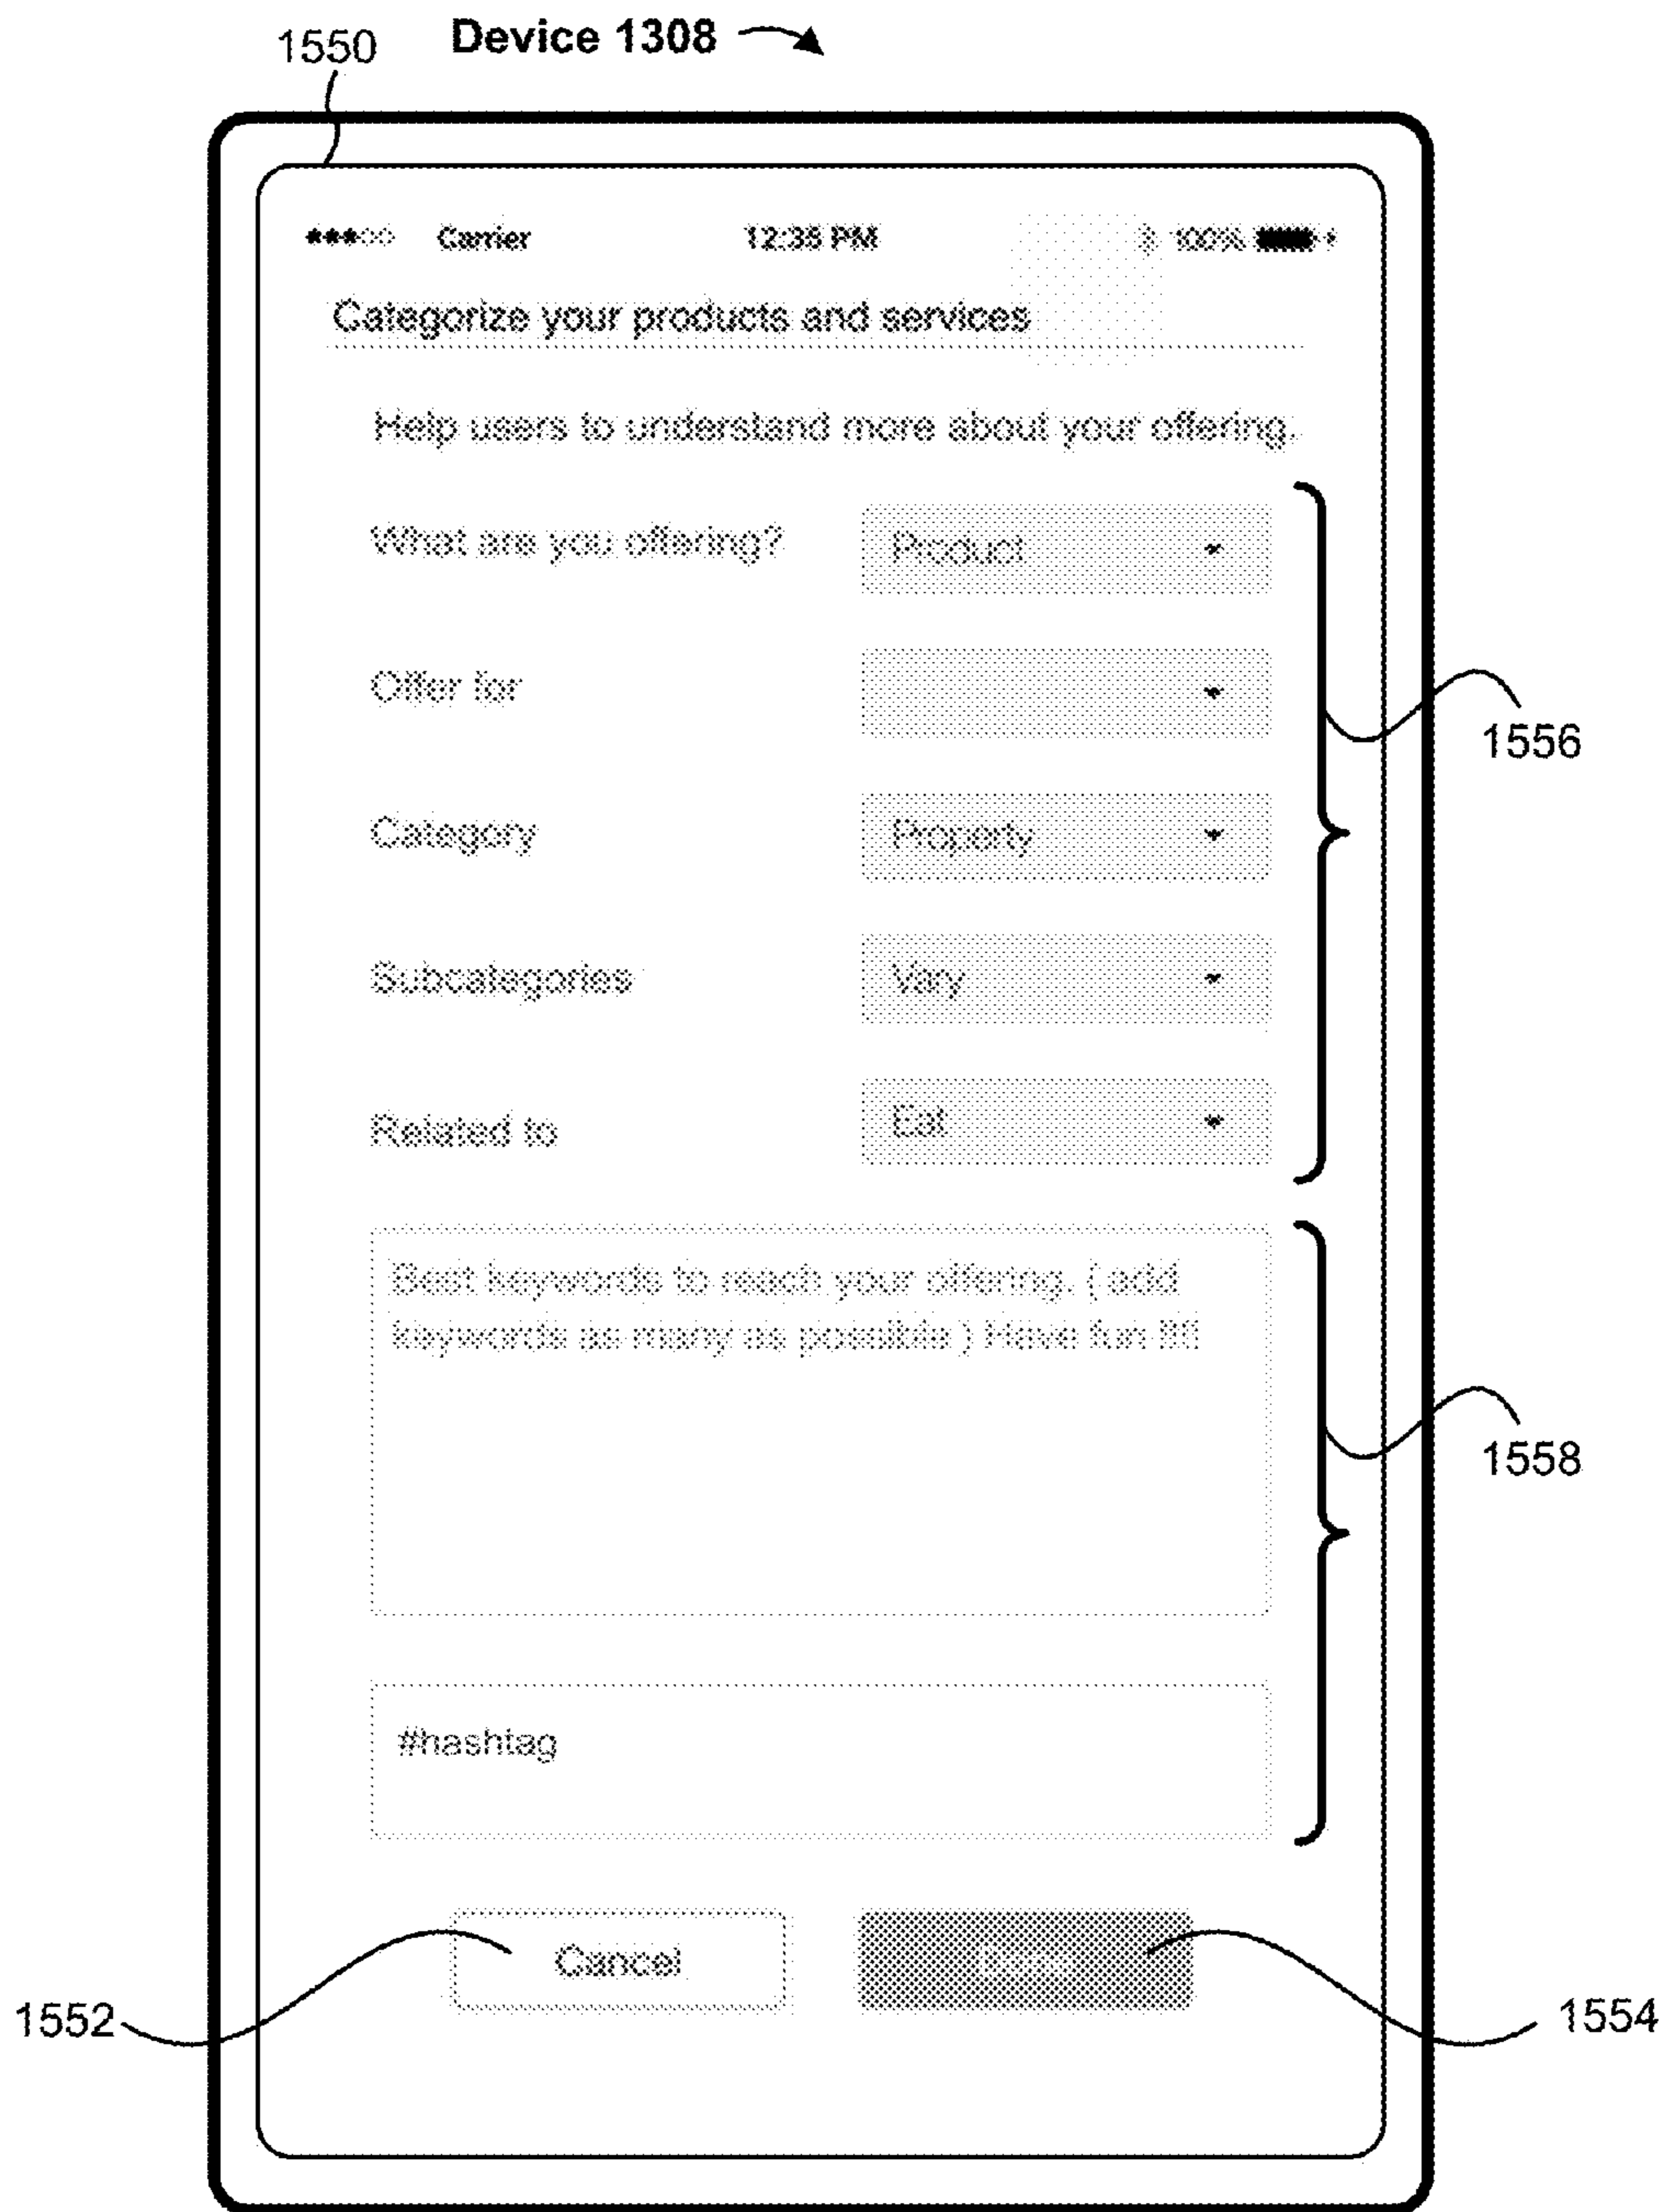 Device 1308
1550
Carrier 12:38 PM 100%
Categorize your products and services
Help users to understand more about your offering.
What are you offering? Product
Offer for
1556
Category Property
Subcategories Vary
Related to Eat
Best keywords to reach your offering. ( add
keywords as many as possible ) Have fun !!!!
1558
#hashtag
Cancel
1552
1554